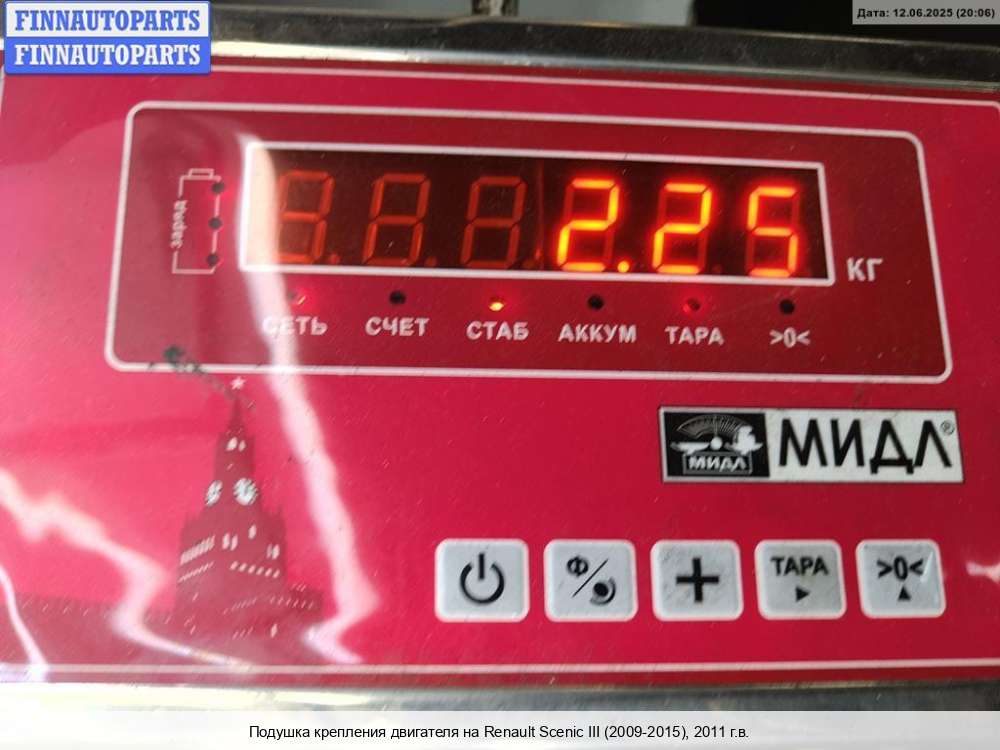 FINNAUTOPARTS
FINNAUTOPARTS
Дата: 12.06.2025 (20:06)
заряд
2.25
КГ
СЕТЬ СЧЕТ СТАБ АККУМ ТАРА >0<
МИДЛ МИДЛ®
Ф ТАРА >0<
Подушка крепления двигателя на Renault Scenic III (2009-2015), 2011 г.в.